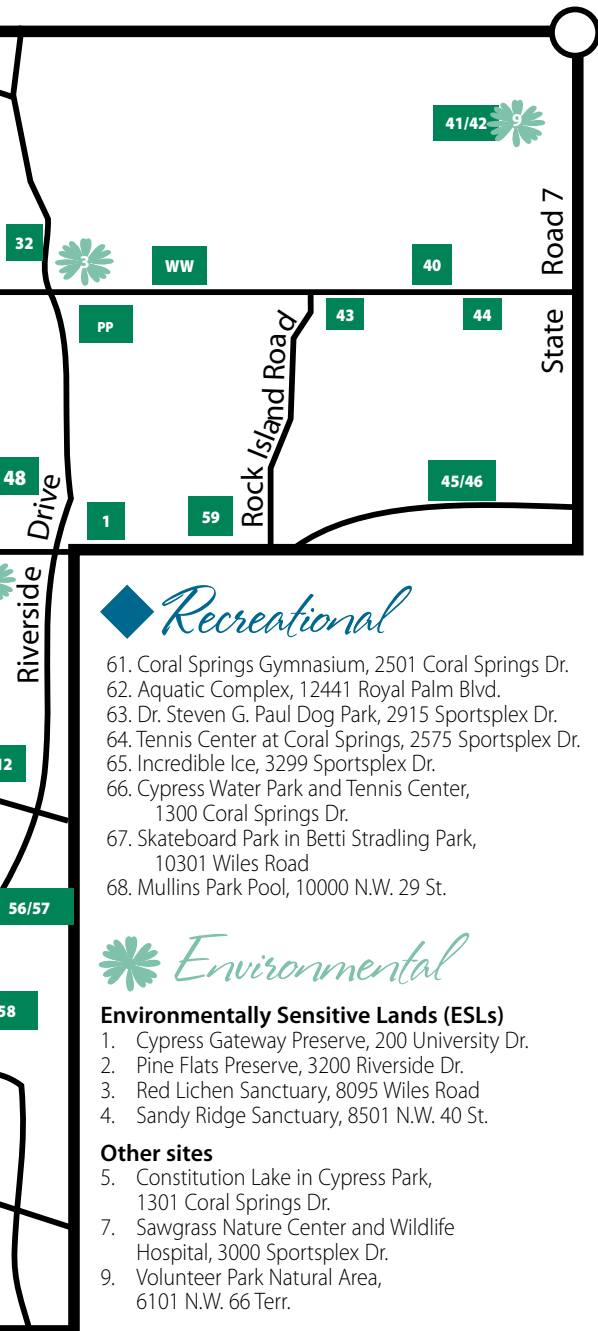 41/42
9
Road 7
32
3
WW
40
PP
43
44
State
Rock Island Road
48
45/46
Drive
1
59
Riverside
Recreational
61. Coral Springs Gymnasium, 2501 Coral Springs Dr.
62. Aquatic Complex, 12441 Royal Palm Blvd.
63. Dr. Steven G. Paul Dog Park, 2915 Sportsplex Dr.
64. Tennis Center at Coral Springs, 2575 Sportsplex Dr.
65. Incredible Ice, 3299 Sportsplex Dr.
66. Cypress Water Park and Tennis Center,
1300 Coral Springs Dr.
67. Skateboard Park in Betti Stradling Park,
10301 Wiles Road
68. Mullins Park Pool, 10000 N.W. 29 St.
56/57
Environmental
Environmentally Sensitive Lands (ESLs)
1. Cypress Gateway Preserve, 200 University Dr.
2. Pine Flats Preserve, 3200 Riverside Dr.
3. Red Lichen Sanctuary, 8095 Wiles Road
4. Sandy Ridge Sanctuary, 8501 N.W. 40 St.
Other sites
5. Constitution Lake in Cypress Park,
1301 Coral Springs Dr.
7. Sawgrass Nature Center and Wildlife
Hospital, 3000 Sportsplex Dr.
9. Volunteer Park Natural Area,
6101 N.W. 66 Terr.